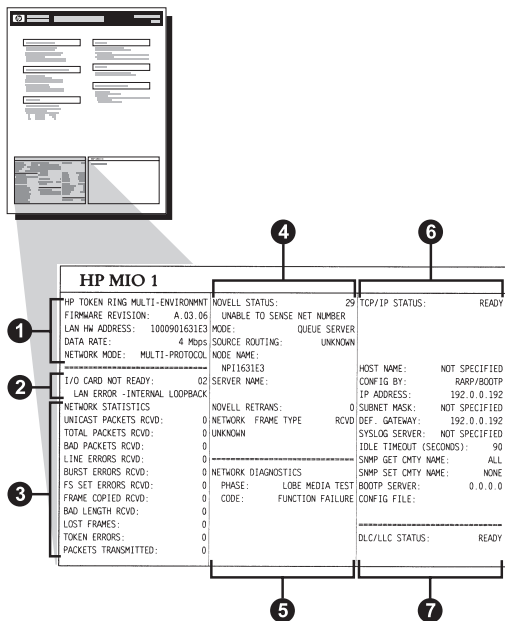 HP MIO 1
HP TOKEN RING MULTI-ENVIRONMNT
FIRMWARE REVISION: A.03.06
LAN HW ADDRESS: 1000901631E3
DATA RATE: 4 Mbps
NETWORK MODE: MULTI-PROTOCOL
I/O CARD NOT READY: 02
LAN ERROR -INTERNAL LOOPBACK
NETWORK STATISTICS
UNICAST PACKETS RCVD: 0
TOTAL PACKETS RCVD: 0
BAD PACKETS RCVD: 0
LINE ERRORS RCVD: 0
BURST ERRORS RCVD: 0
FS SET ERRORS RCVD: 0
FRAME COPIED RCVD: 0
BAD LENGTH RCVD: 0
LOST FRAMES: 0
TOKEN ERRORS: 0
PACKETS TRANSMITTED: 0
NOVELL STATUS: 29
UNABLE TO SENSE NET NUMBER
MODE: QUEUE SERVER
SOURCE ROUTING: UNKNOWN
NODE NAME:
NPI1631E3
SERVER NAME:
NOVELL RETRANS: 0
NETWORK FRAME TYPE RCVD
UNKNOWN
NETWORK DIAGNOSTICS
PHASE: LOBE MEDIA TEST
CODE: FUNCTION FAILURE
TCP/IP STATUS: READY
HOST NAME: NOT SPECIFIED
CONFIG BY: RARP/BOOTP
IP ADDRESS: 192.0.0.192
SUBNET MASK: NOT SPECIFIED
DEF. GATEWAY: 192.0.0.192
SYSLOG SERVER: NOT SPECIFIED
IDLE TIMEOUT (SECONDS): 90
SNMP GET CMTY NAME: ALL
SNMP SET CMTY NAME: NONE
BOOTP SERVER: 0.0.0.0
CONFIG FILE:
DLC/LLC STATUS: READY
1
2
3
4
5
6
7